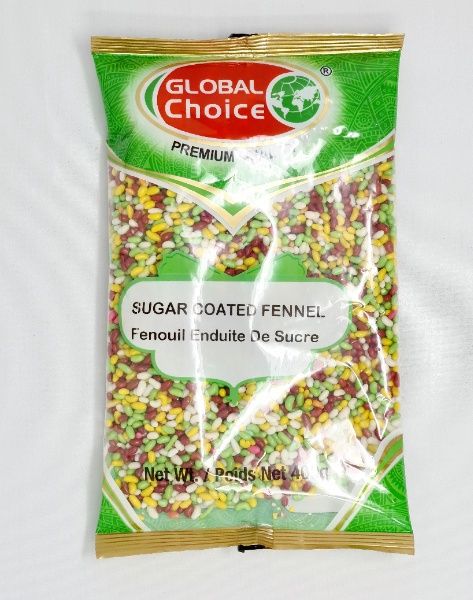 GLOBAL
Choice
®
PREMIUM
SUGAR COATED FENNEL
Fenouil Enduite De Sucre
Net Wt. / Poids Net